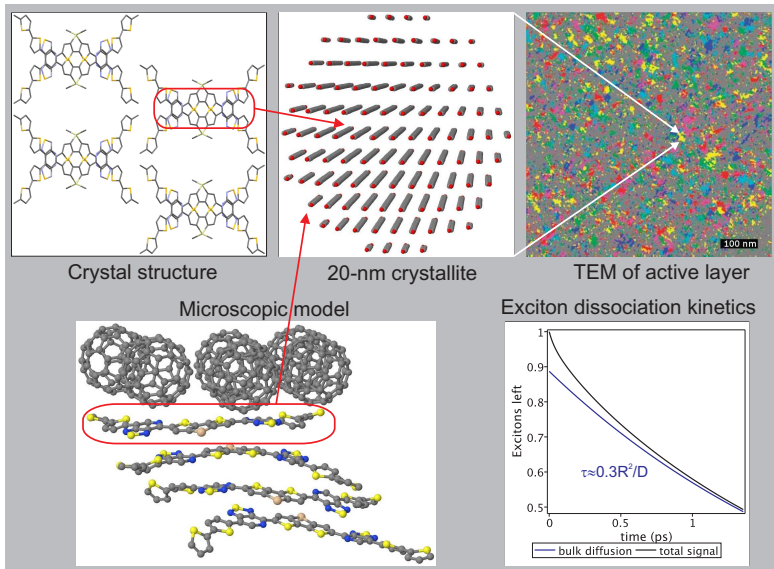 100 nm
Crystal structure
20-nm crystallite
TEM of active layer
Microscopic model
Exciton dissociation kinetics
1
0.9
0.8
0.7
0.6
0.5
Excitons left
τ≈0.3R²/D
0
0.5
1
time (ps)
bulk diffusion
total signal